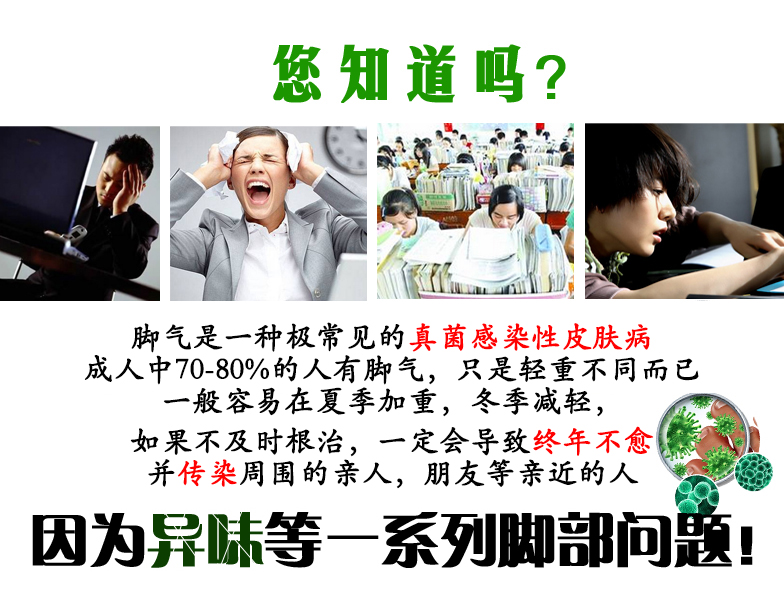 您知道吗?
脚气是一种极常见的真菌感染性皮肤病
成人中70-80%的人有脚气，只是轻重不同而已
一般容易在夏季加重，冬季减轻，
如果不及时根治，一定会导致终年不愈
并传染周围的亲人，朋友等亲近的人
因为异味等一系列脚部问题!